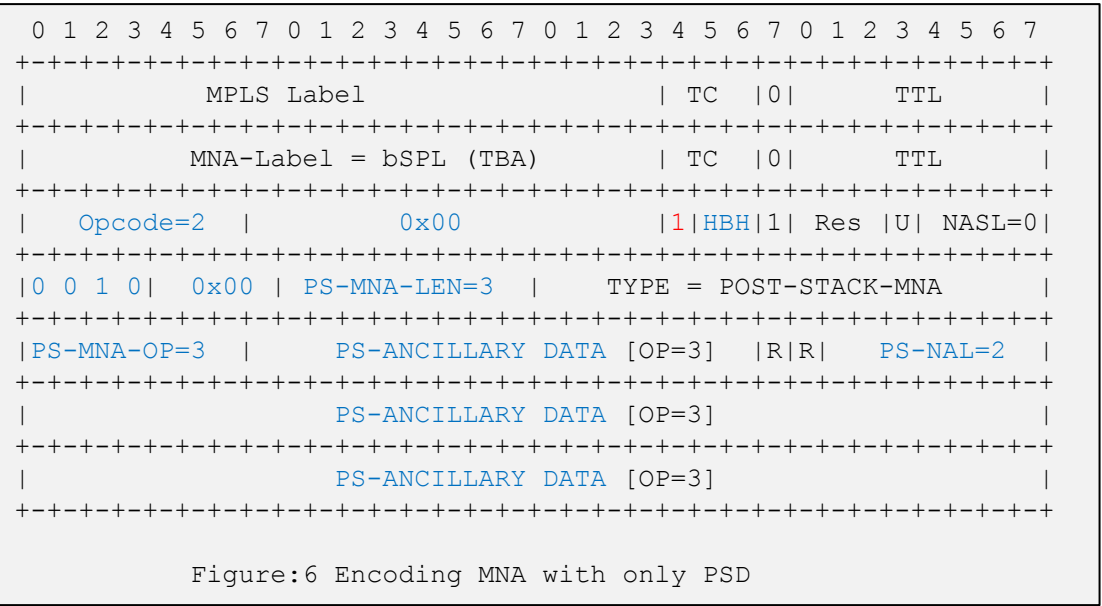 0 1 2 3 4 5 6 7 0 1 2 3 4 5 6 7 0 1 2 3 4 5 6 7 0 1 2 3 4 5 6 7
+-+-+-+-+-+-+-+-+-+-+-+-+-+-+-+-+-+-+-+-+-+-+-+-+-+-+-+-+-+-+-+-+
|           MPLS Label                  | TC  |0|      TTL      |
+-+-+-+-+-+-+-+-+-+-+-+-+-+-+-+-+-+-+-+-+-+-+-+-+-+-+-+-+-+-+-+-+
|          MNA-Label = bSPL (TBA)       | TC  |0|      TTL      |
+-+-+-+-+-+-+-+-+-+-+-+-+-+-+-+-+-+-+-+-+-+-+-+-+-+-+-+-+-+-+-+-+
|   Opcode=2  |         0x00            |1|HBH|1| Res |U| NASL=0|
+-+-+-+-+-+-+-+-+-+-+-+-+-+-+-+-+-+-+-+-+-+-+-+-+-+-+-+-+-+-+-+-+
|0 0 1 0|  0x00 | PS-MNA-LEN=3  |    TYPE = POST-STACK-MNA      |
+-+-+-+-+-+-+-+-+-+-+-+-+-+-+-+-+-+-+-+-+-+-+-+-+-+-+-+-+-+-+-+-+
|PS-MNA-OP=3  |     PS-ANCILLARY DATA [OP=3]  |R|R|   PS-NAL=2  |
+-+-+-+-+-+-+-+-+-+-+-+-+-+-+-+-+-+-+-+-+-+-+-+-+-+-+-+-+-+-+-+-+
|                   PS-ANCILLARY DATA [OP=3]                    |
+-+-+-+-+-+-+-+-+-+-+-+-+-+-+-+-+-+-+-+-+-+-+-+-+-+-+-+-+-+-+-+-+
|                   PS-ANCILLARY DATA [OP=3]                    |
+-+-+-+-+-+-+-+-+-+-+-+-+-+-+-+-+-+-+-+-+-+-+-+-+-+-+-+-+-+-+-+-+
Figure:6 Encoding MNA with only PSD